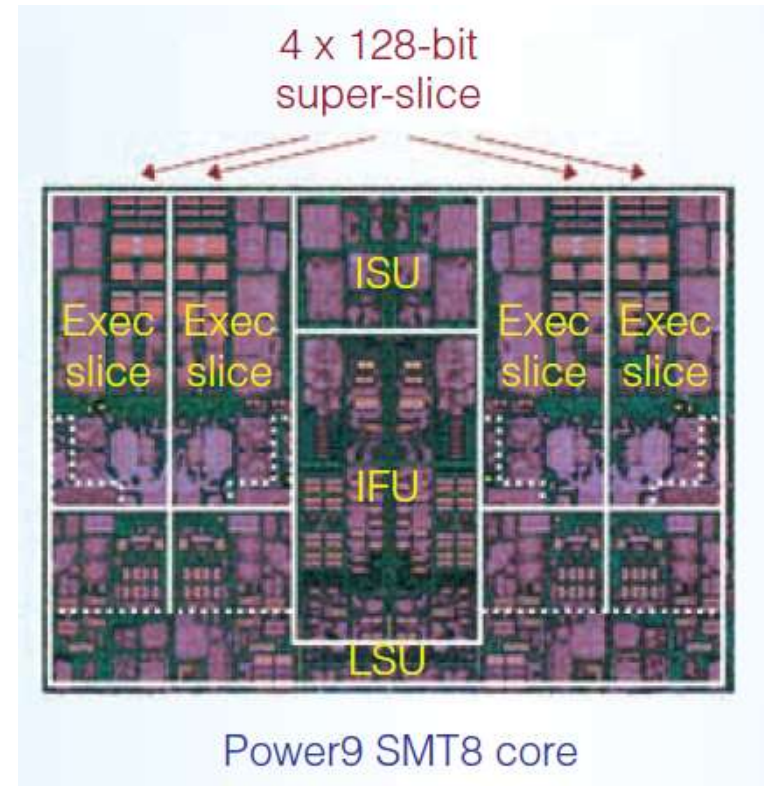 4 x 128-bit
super-slice
ISU
Exec Exec Exec Exec
slice slice slice slice
IFU
LSU
Power9 SMT8 core